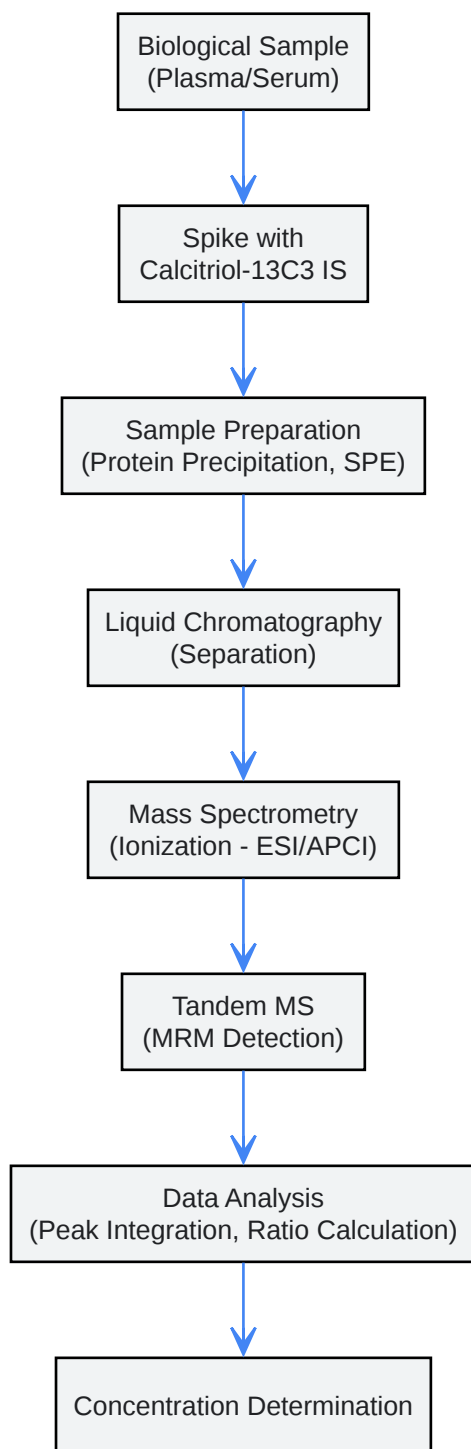 Biological Sample
(Plasma/Serum)
Spike with
Calcitriol-13C3 IS
Sample Preparation
(Protein Precipitation, SPE)
Liquid Chromatography
(Separation)
Mass Spectrometry
(Ionization - ESI/APCI)
Tandem MS
(MRM Detection)
Data Analysis
(Peak Integration, Ratio Calculation)
Concentration Determination